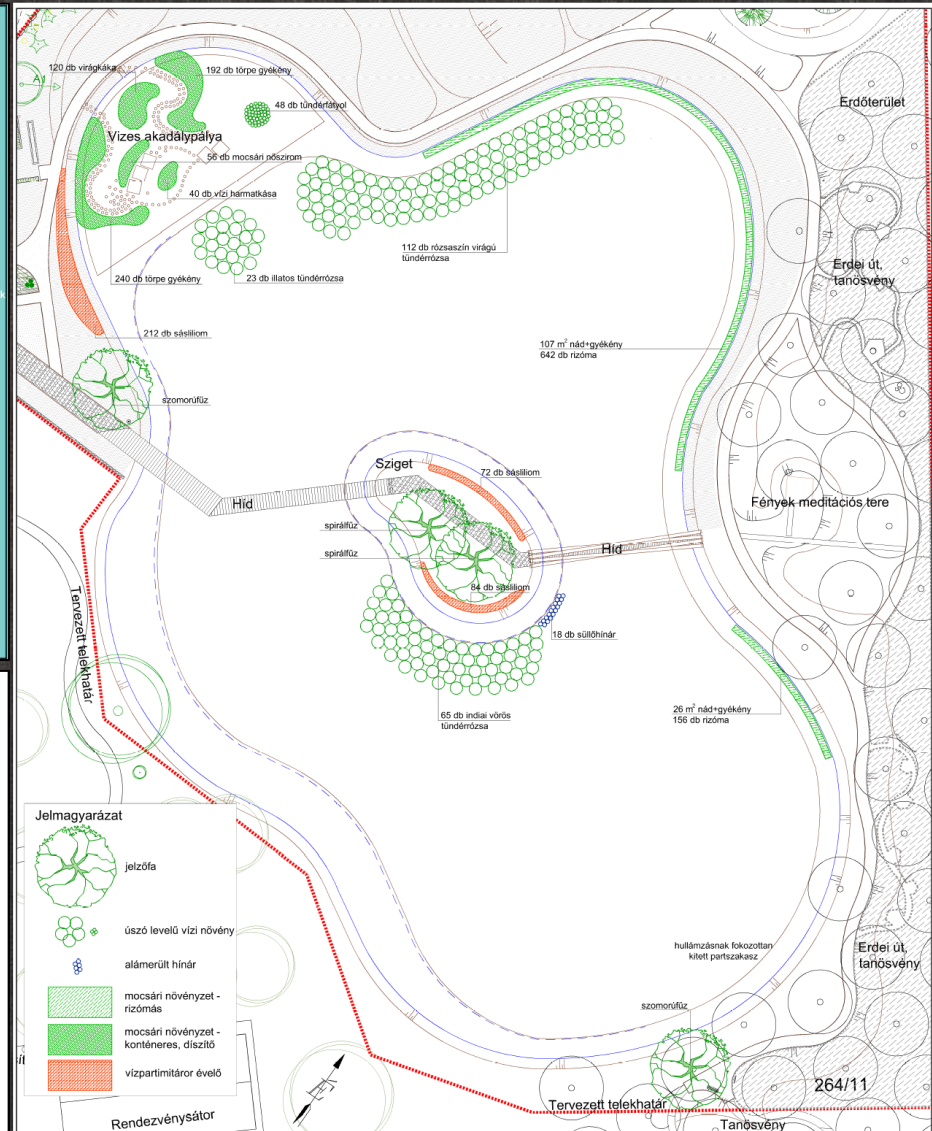 120 db virágkáka
192 db törpe gyékény
48 db tündérfátyol
Vizes akadálypálya
56 db mocsári nőszirom
40 db vízi harmatkása
240 db törpe gyékény
23 db illatos tündérrózsa
112 db rózsaszín virágú
tündérrózsa
Erdőterület
Erdei út,
tanösvény
212 db sásliliom
107 m² nád+gyékény
642 db rizóma
szomorúfűz
Sziget
72 db sásliliom
Híd
Fények meditációs tere
spirálfűz
spirálfűz
Híd
84 db sásliliom
18 db süllőhínár
Tervezett telekhatár
65 db indiai vörös
tündérrózsa
26 m² nád+gyékény
156 db rizóma
Jelmagyarázat
jelzőfa
úszó levelű vízi növény
alámerült hínár
mocsári növényzet -
rizómás
mocsári növényzet -
konténeres, díszítő
vízpartimitáror évelő
hullámzásnak fokozottan
kitett partszakasz
Erdei út,
tanösvény
szomorúfűz
264/11
Tervezett telekhatár
Tanösvény
Rendezvénysátor
É